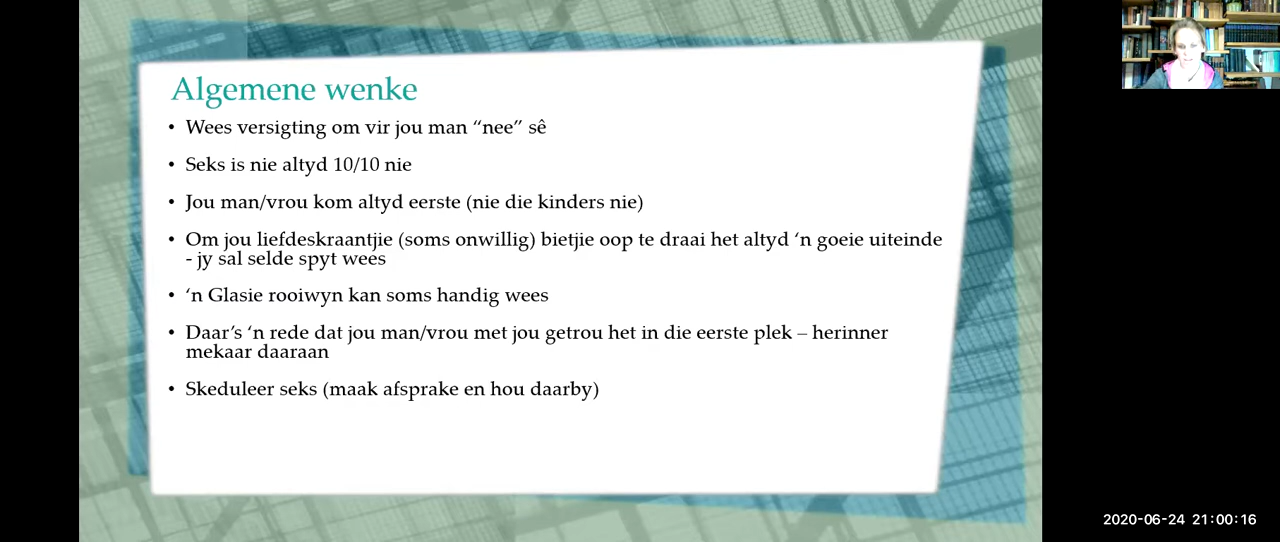 Algemene wenke
• Wees versigting om vir jou man “nee” sê
• Seks is nie altyd 10/10 nie
• Jou man/vrou kom altyd eerste (nie die kinders nie)
• Om jou liefdeskraantjie (soms onwillig) bietjie oop te draai het altyd ‘n goeie uiteinde
- jy sal selde spyt wees
• ‘n Glasie rooiwyn kan soms handig wees
• Daar’s ‘n rede dat jou man/vrou met jou getrou het in die eerste plek – herinner
mekaar daaraan
• Skeduleer seks (maak afsprake en hou daarby)
2020-06-24 21:00:16